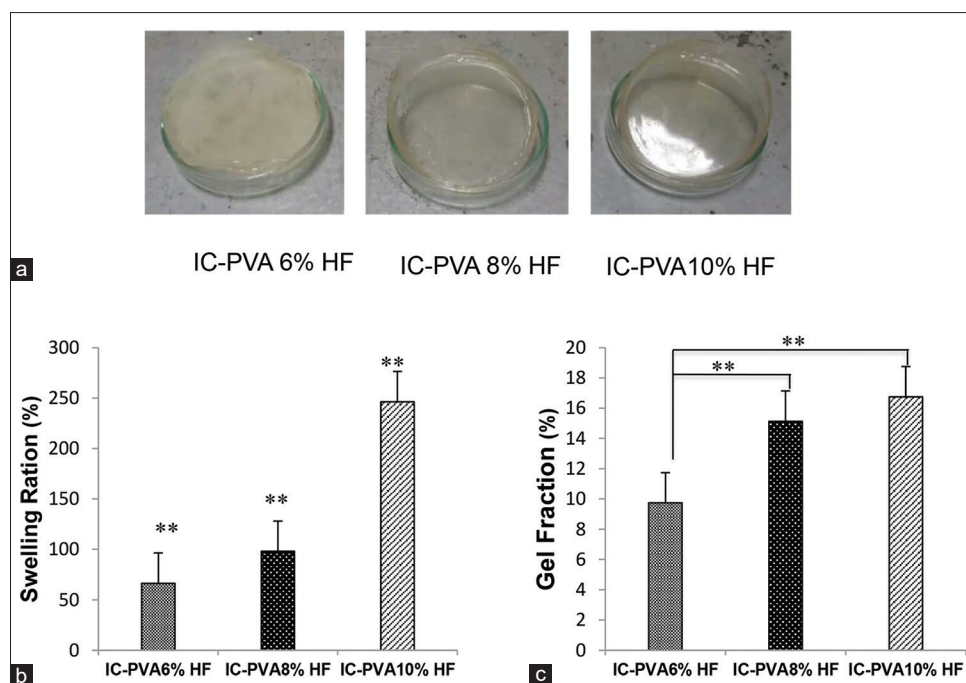 IC-PVA 6% HF
IC-PVA 8% HF
IC-PVA10% HF
a
Swelling Ration (%)
300
250
200
150
100
50
0
**
**
**
IC-PVA6% HF
IC-PVA8% HF
IC-PVA10% HF
b
Gel Fraction (%)
20
18
16
14
12
10
8
6
4
2
0
**
**
IC-PVA6% HF
IC-PVA8% HF
IC-PVA10% HF
c